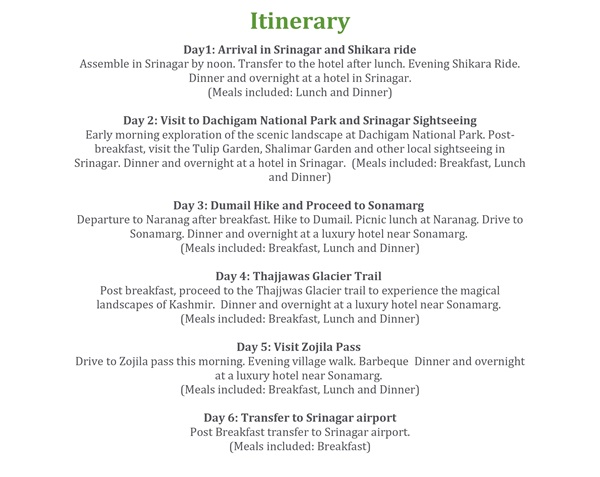 Itinerary
Day1: Arrival in Srinagar and Shikara ride
Assemble in Srinagar by noon. Transfer to the hotel after lunch. Evening Shikara Ride.
Dinner and overnight at a hotel in Srinagar.
(Meals included: Lunch and Dinner)
Day 2: Visit to Dachigam National Park and Srinagar Sightseeing
Early morning exploration of the scenic landscape at Dachigam National Park. Post-
breakfast, visit the Tulip Garden, Shalimar Garden and other local sightseeing in
Srinagar. Dinner and overnight at a hotel in Srinagar.  (Meals included: Breakfast, Lunch
and Dinner)
Day 3: Dumail Hike and Proceed to Sonamarg
Departure to Naranag after breakfast. Hike to Dumail. Picnic lunch at Naranag. Drive to
Sonamarg. Dinner and overnight at a luxury hotel near Sonamarg.
(Meals included: Breakfast, Lunch and Dinner)
Day 4: Thajjawas Glacier Trail
Post breakfast, proceed to the Thajjwas Glacier trail to experience the magical
landscapes of Kashmir.  Dinner and overnight at a luxury hotel near Sonamarg.
(Meals included: Breakfast, Lunch and Dinner)
Day 5: Visit Zojila Pass
Drive to Zojila pass this morning. Evening village walk. Barbeque  Dinner and overnight
at a luxury hotel near Sonamarg.
(Meals included: Breakfast, Lunch and Dinner)
Day 6: Transfer to Srinagar airport
Post Breakfast transfer to Srinagar airport.
(Meals included: Breakfast)